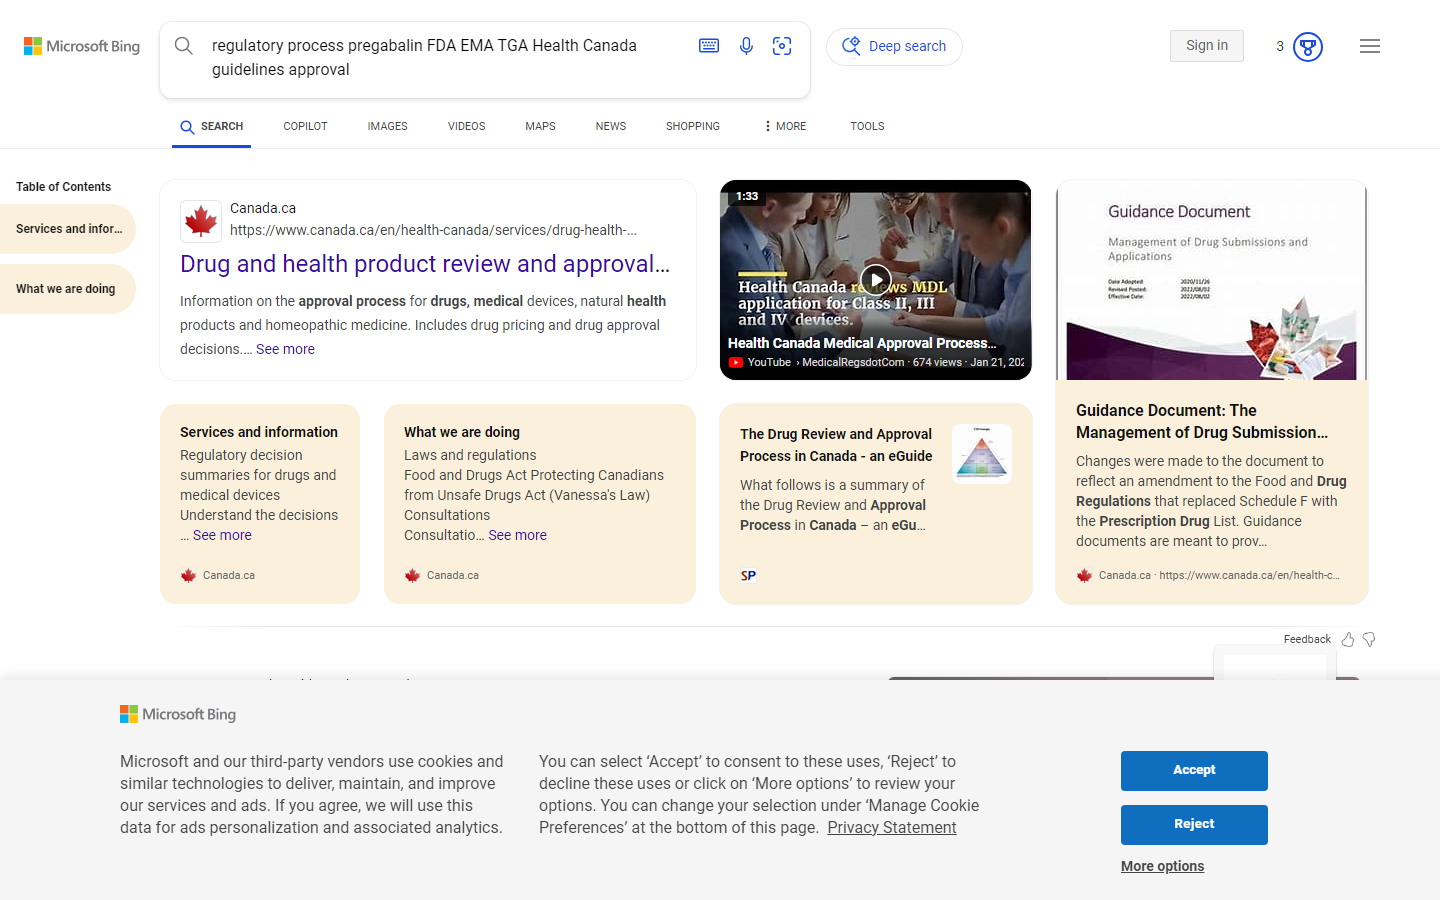 Microsoft Bing
regulatory process pregabalin FDA EMA TGA Health Canada
guidelines approval
Deep search
Sign in
3
SEARCH
COPILOT
IMAGES
VIDEOS
MAPS
NEWS
SHOPPING
MORE
TOOLS
Table of Contents
Services and infor...
What we are doing
Canada.ca
https://www.canada.ca/en/health-canada/services/drug-health-...
Drug and health product review and approval...
Information on the approval process for drugs, medical devices, natural health
products and homeopathic medicine. Includes drug pricing and drug approval
decisions.... See more
1:33
Health Canada reviews MDL
application for Class II, III
and IV devices.
Health Canada Medical Approval Process...
YouTube › MedicalRegsdotCom · 674 views · Jan 21, 202
Guidance Document
Management of Drug Submissions and
Applications
Date Adopted: 2020/11/26
Revised Posted: 2022/08/02
Effective Date: 2022/08/02
Guidance Document: The
Management of Drug Submission...
Changes were made to the document to
reflect an amendment to the Food and Drug
Regulations that replaced Schedule F with
the Prescription Drug List. Guidance
documents are meant to prov...
Canada.ca · https://www.canada.ca/en/health-c...
Services and information
Regulatory decision
summaries for drugs and
medical devices
Understand the decisions
... See more
Canada.ca
What we are doing
Laws and regulations
Food and Drugs Act Protecting Canadians
from Unsafe Drugs Act (Vanessa's Law)
Consultations
Consultatio... See more
Canada.ca
The Drug Review and Approval
Process in Canada - an eGuide
What follows is a summary of
the Drug Review and Approval
Process in Canada – an eGu...
SP
Feedback
Microsoft Bing
Microsoft and our third-party vendors use cookies and
similar technologies to deliver, maintain, and improve
our services and ads. If you agree, we will use this
data for ads personalization and associated analytics.
You can select ‘Accept’ to consent to these uses, ‘Reject’ to
decline these uses or click on ‘More options’ to review your
options. You can change your selection under ‘Manage Cookie
Preferences’ at the bottom of this page. Privacy Statement
Accept
Reject
More options